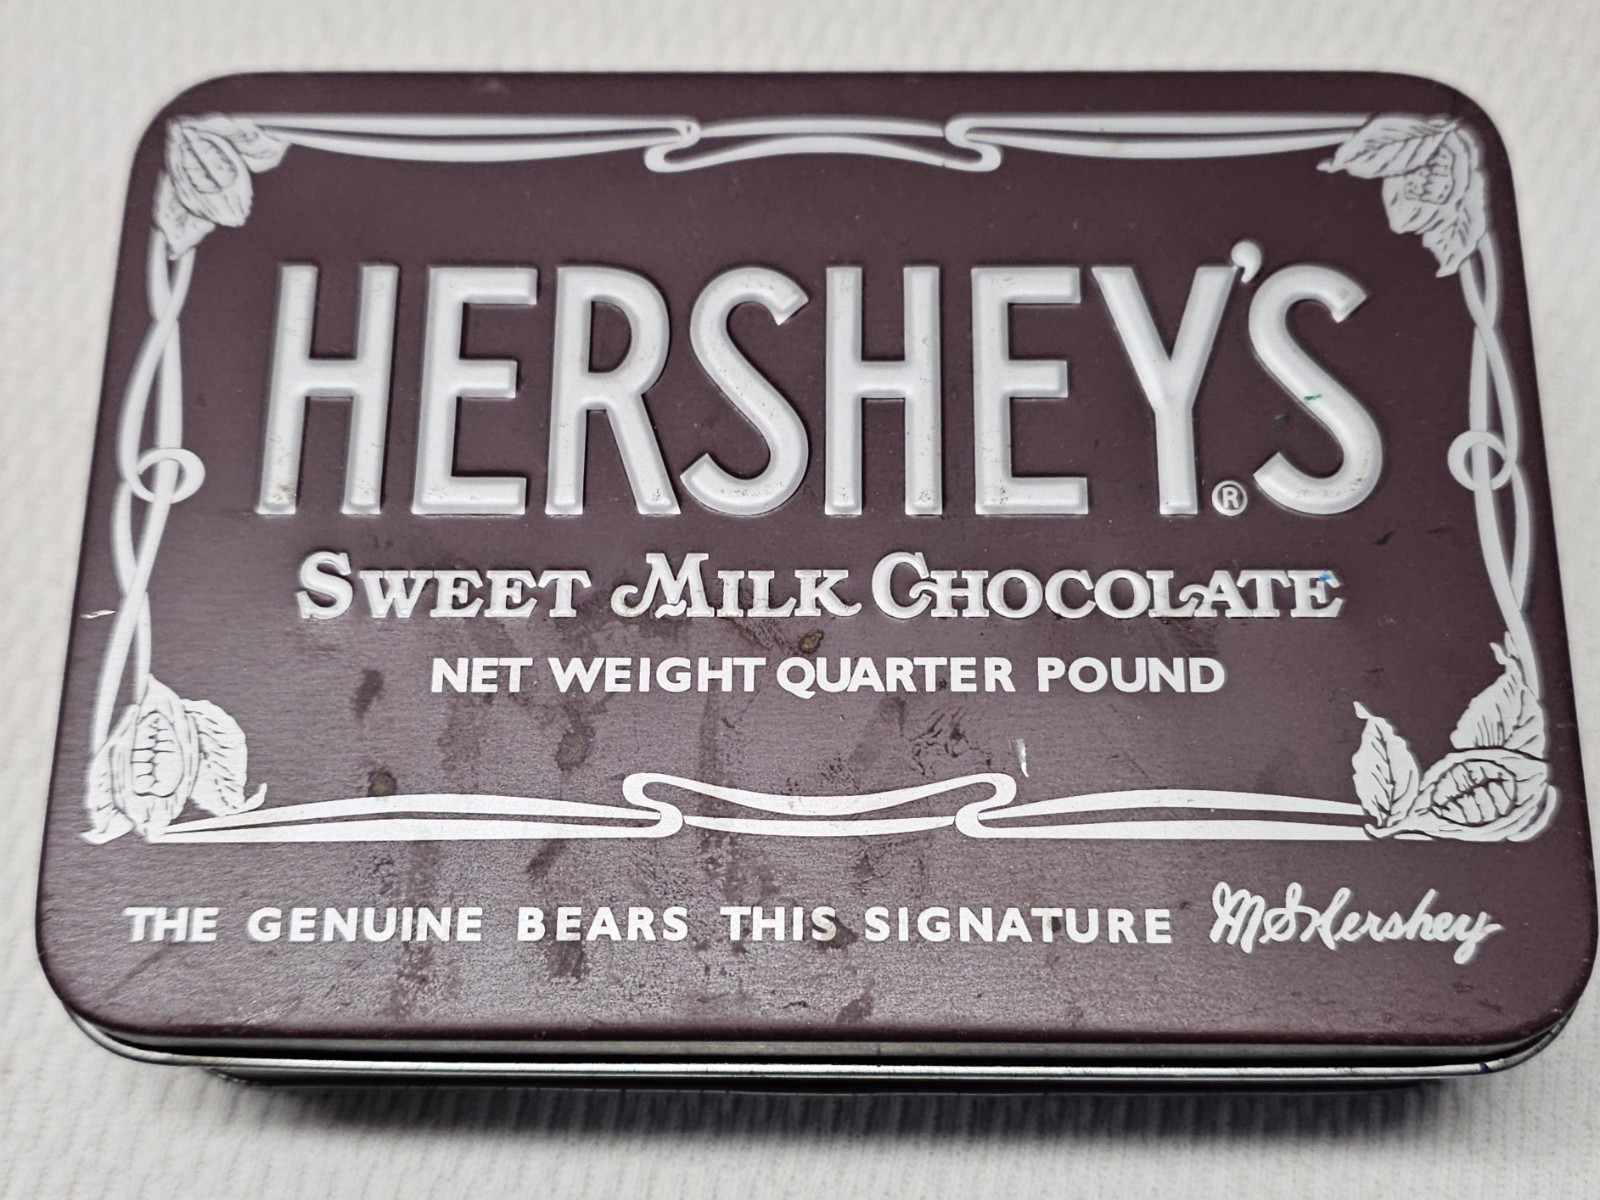 HERSHEY'S®
SWEET MILK CHOCOLATE
NET WEIGHT QUARTER POUND
THE GENUINE BEARS THIS SIGNATURE M S Hershey